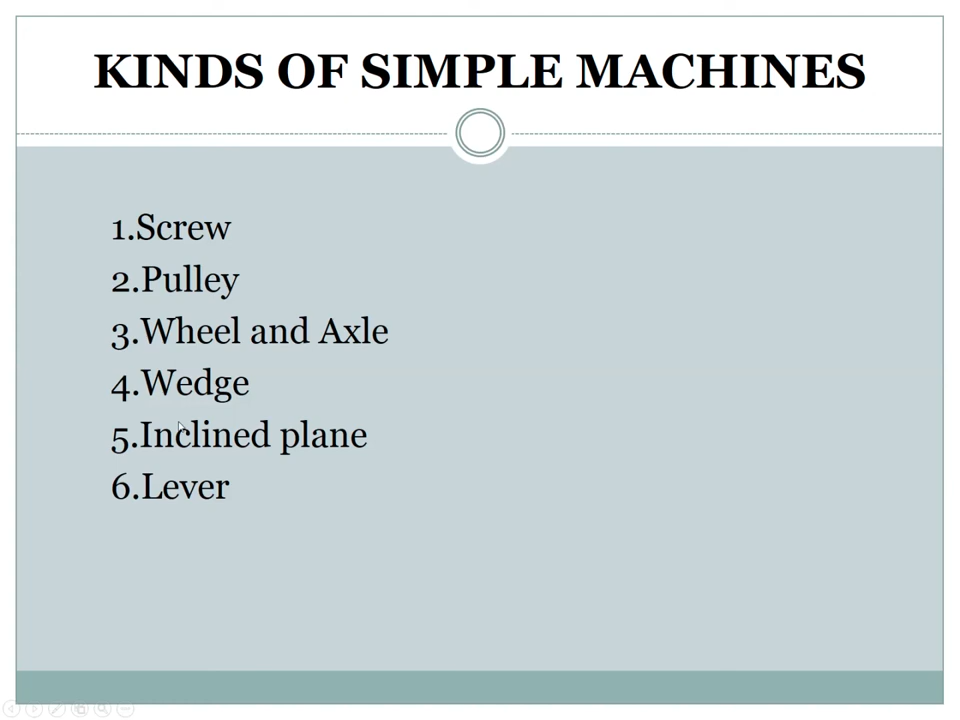 KINDS OF SIMPLE MACHINES
1.Screw
2.Pulley
3.Wheel and Axle
4.Wedge
5.Inclined plane
6.Lever